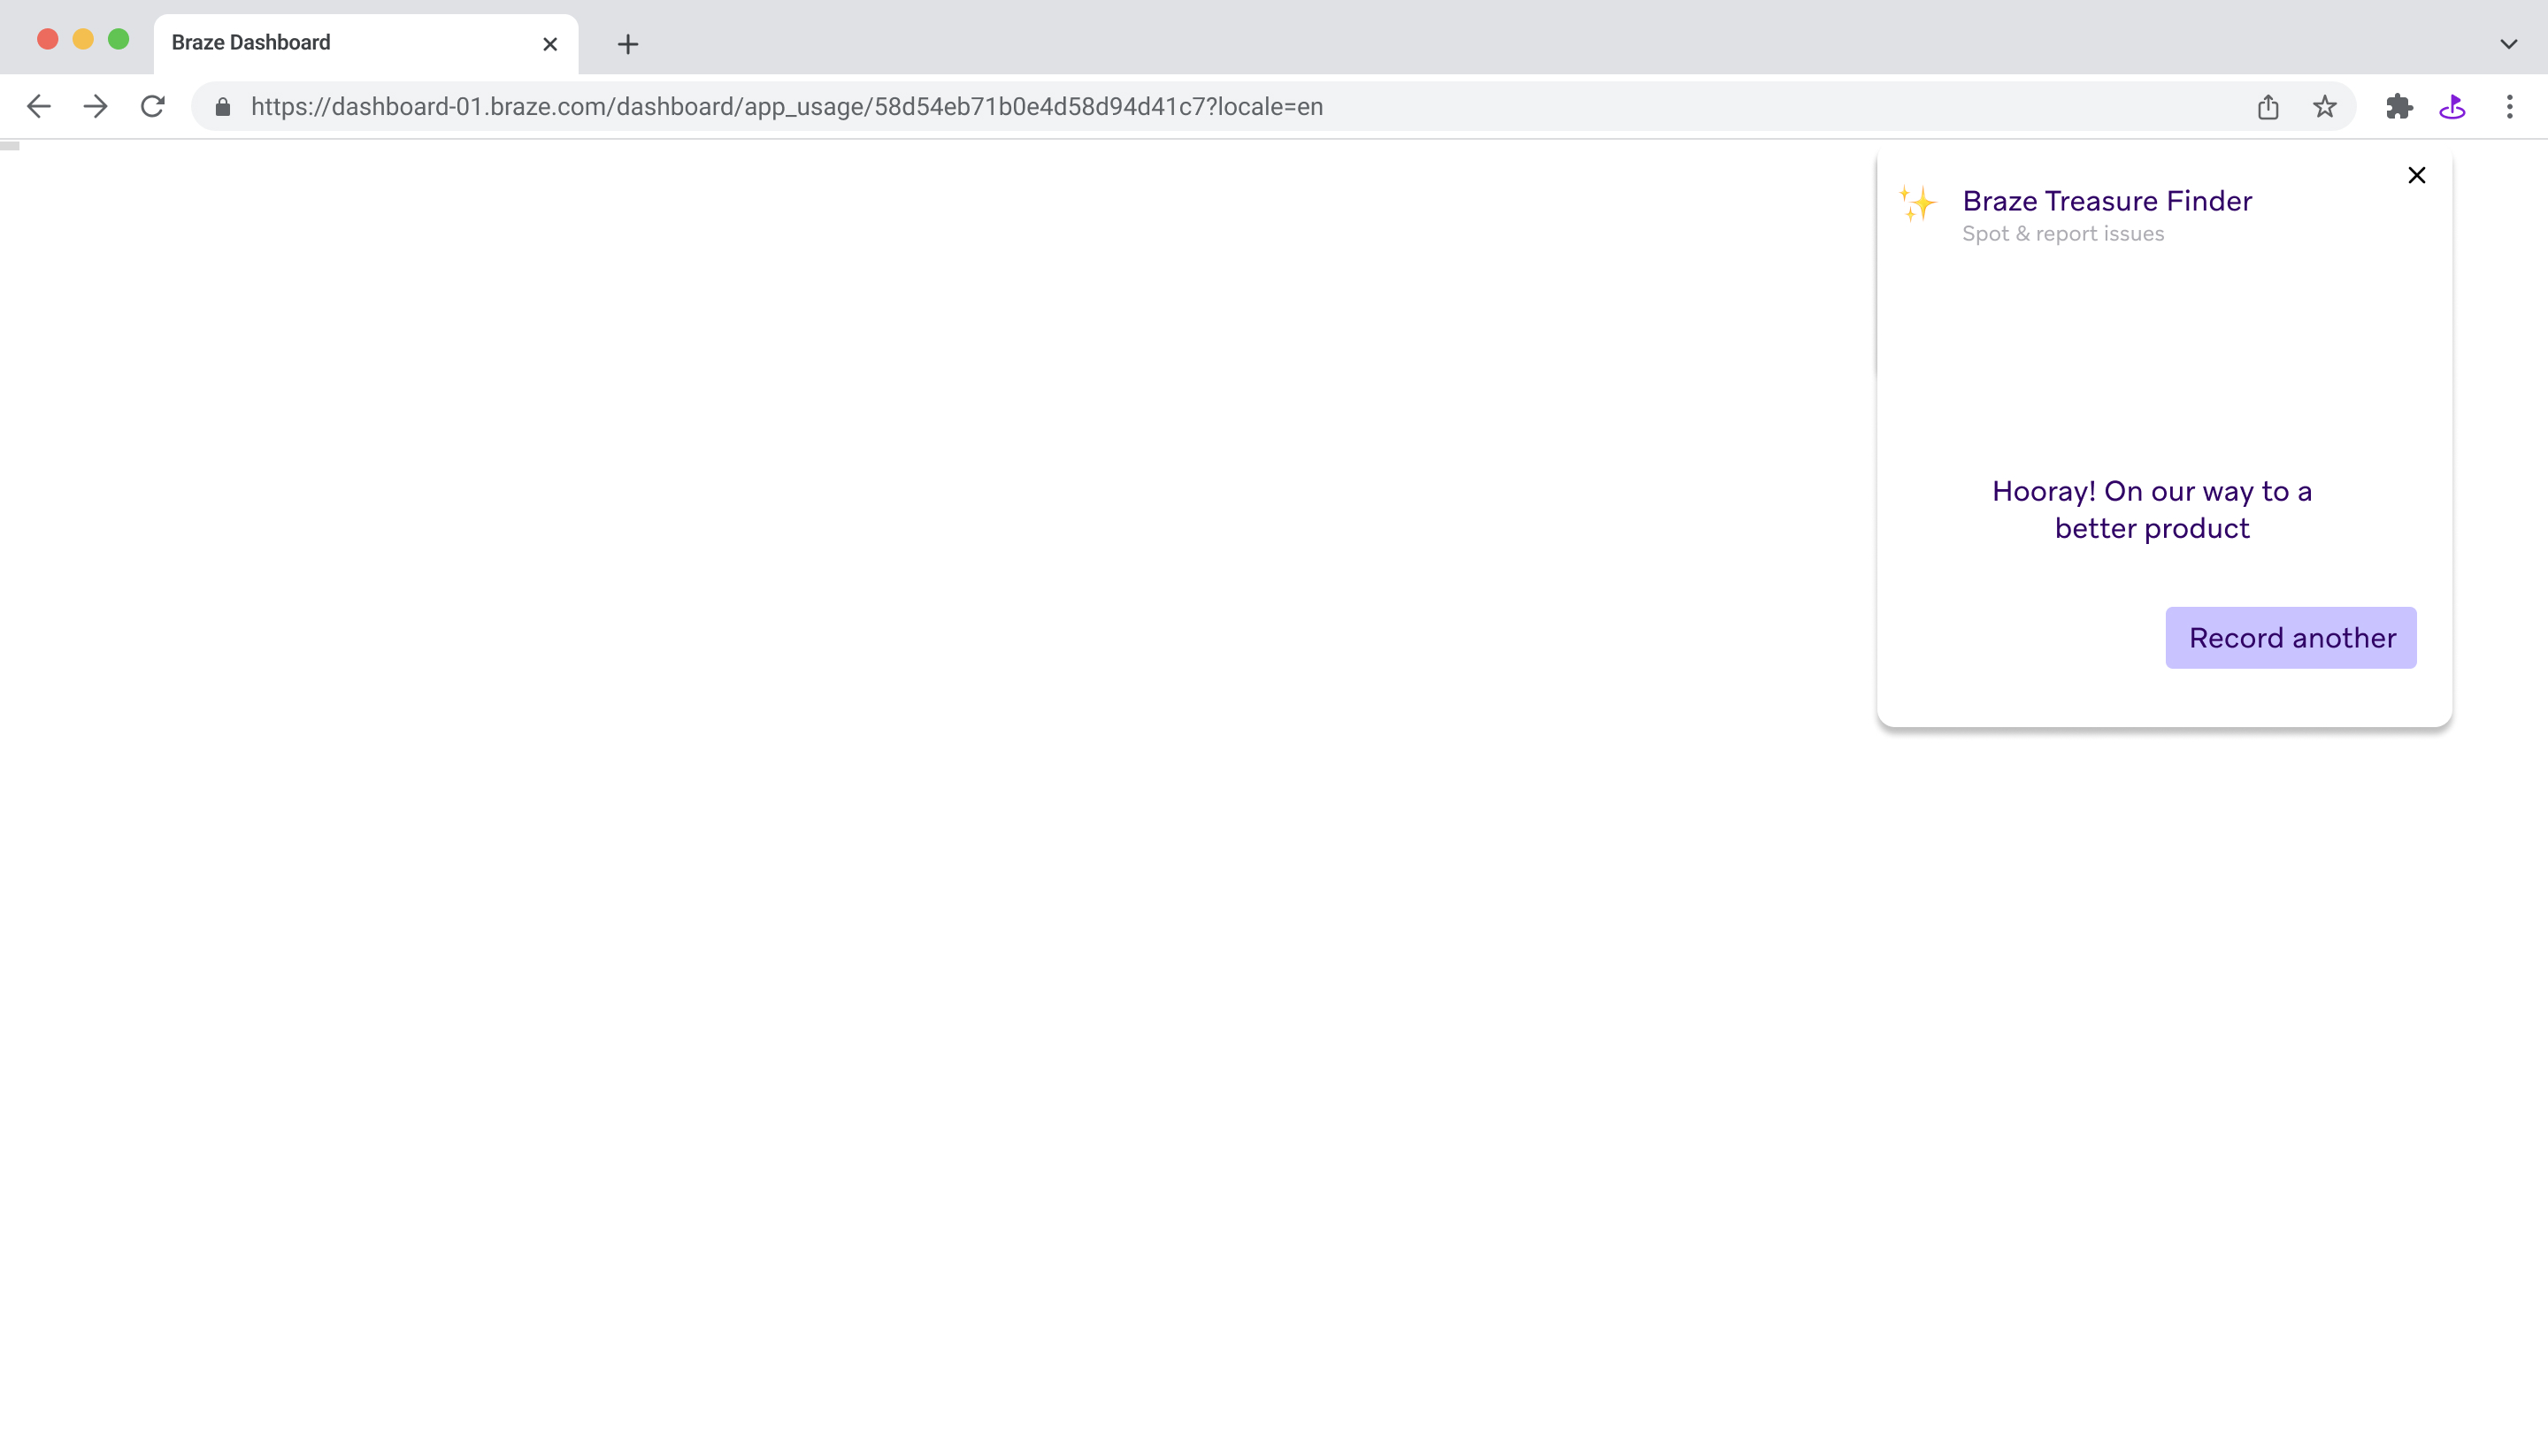 Braze Dashboard
https://dashboard-01.braze.com/dashboard/app_usage/58d54eb71b0e4d58d94d41c7?locale=en
Braze Treasure Finder
Spot & report issues
Hooray! On our way to a
better product
Record another